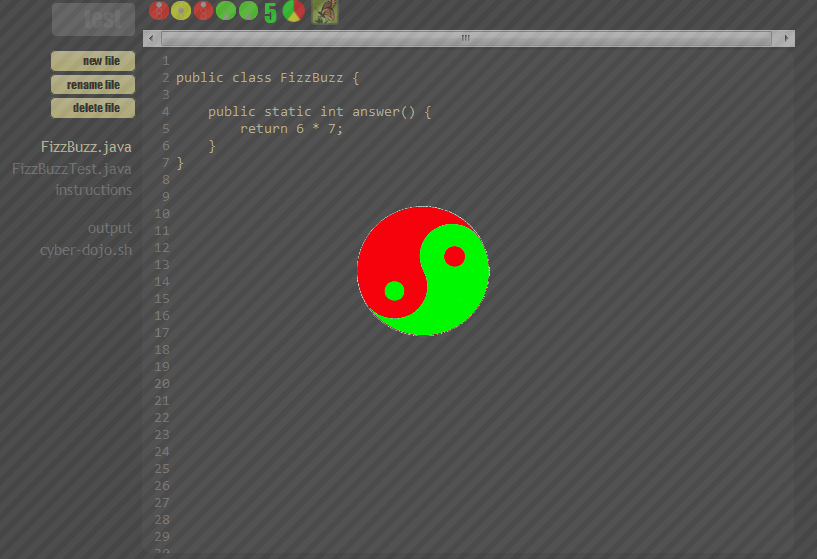 test
5
new file
rename file
delete file
FizzBuzz.java
FizzBuzzTest.java
instructions
output
cyber-dojo.sh
1
2 public class FizzBuzz {
3
4 public static int answer() {
5 return 6 * 7;
6 }
7 }
8
9
10
11
12
13
14
15
16
17
18
19
20
21
22
23
24
25
26
27
28
29
30